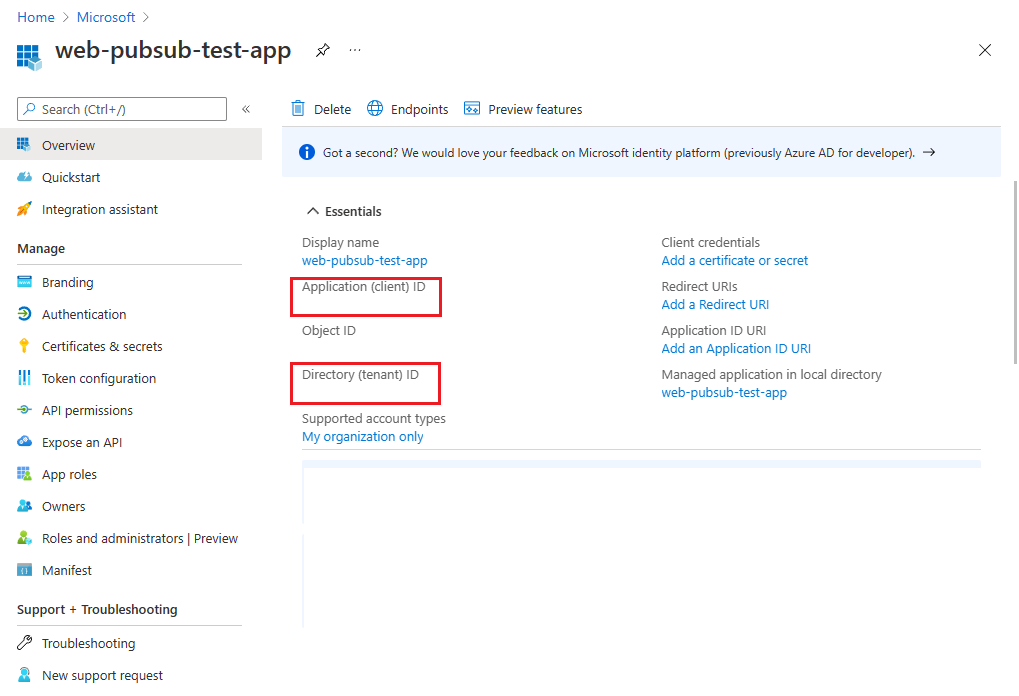 Home > Microsoft >
web-pubsub-test-app ...
Search (Ctrl+/) «
Overview
Quickstart
Integration assistant
Manage
Branding
Authentication
Certificates & secrets
Token configuration
API permissions
Expose an API
App roles
Owners
Roles and administrators | Preview
Manifest
Support + Troubleshooting
Troubleshooting
New support request
Delete Endpoints Preview features
Got a second? We would love your feedback on Microsoft identity platform (previously Azure AD for developer). →
Essentials
Display name
web-pubsub-test-app
Application (client) ID
Object ID
Directory (tenant) ID
Supported account types
My organization only
Client credentials
Add a certificate or secret
Redirect URIs
Add a Redirect URI
Application ID URI
Add an Application ID URI
Managed application in local directory
web-pubsub-test-app